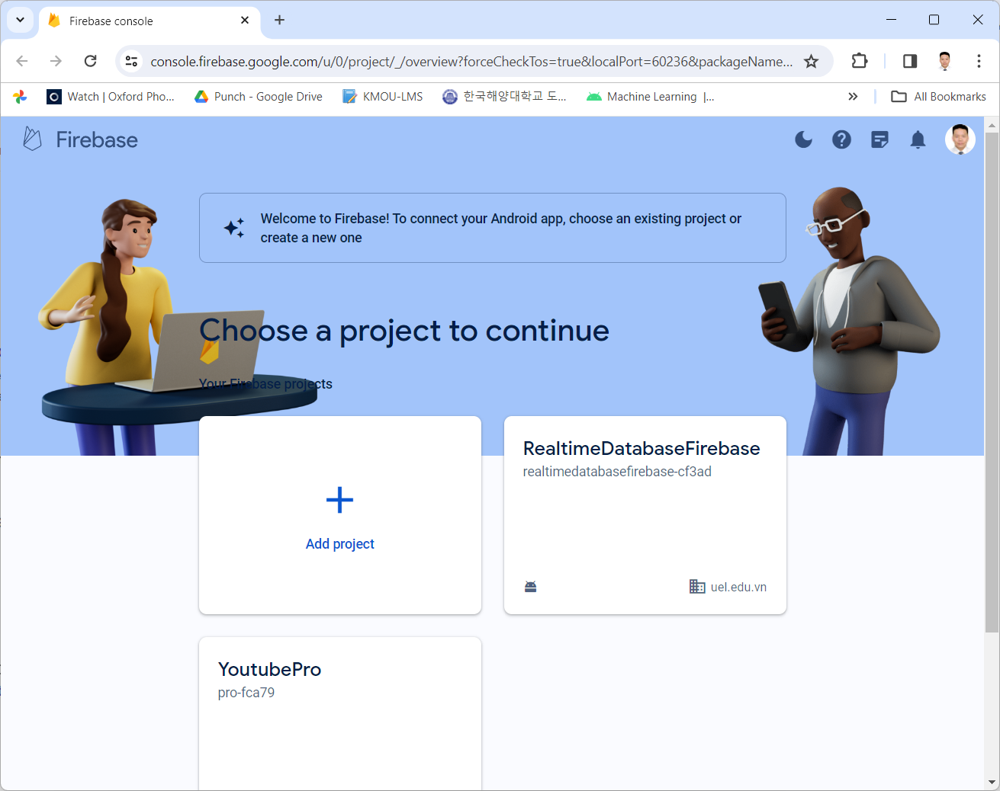 Firebase console
console.firebase.google.com/u/0/project/_/overview?forceCheckTos=true&localPort=60236&packageName...
Watch | Oxford Pho...
Punch - Google Drive
KMOU-LMS
한국해양대학교 도...
Machine Learning |...
All Bookmarks
Firebase
Welcome to Firebase! To connect your Android app, choose an existing project or
create a new one
Choose a project to continue
Your Firebase projects
Add project
RealtimeDatabaseFirebase
realtimedatabasefirebase-cf3ad
uel.edu.vn
YoutubePro
pro-fca79